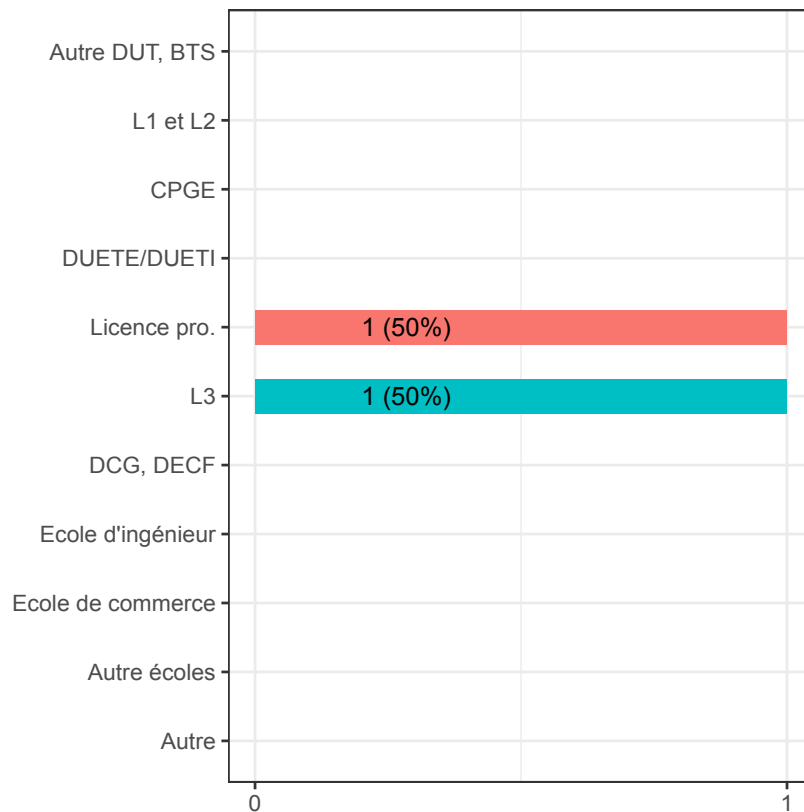 Autre DUT, BTS
L1 et L2
CPGE
DUETE/DUETI
Licence pro.
1 (50%)
L3
1 (50%)
DCG, DECF
Ecole d'ingénieur
Ecole de commerce
Autre écoles
Autre
0
1